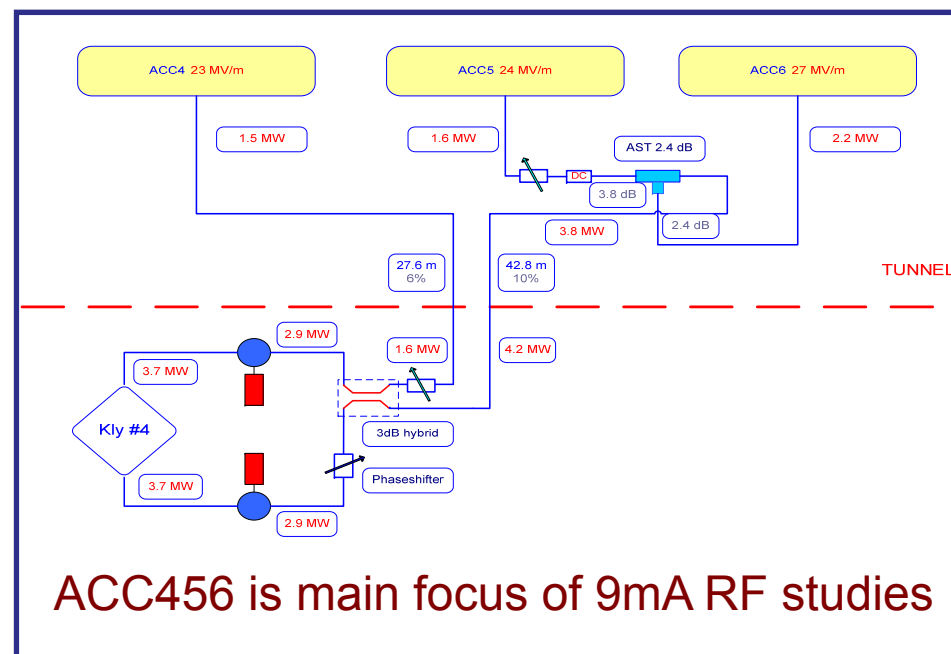 ACC4 23 MV/m
ACC5 24 MV/m
ACC6 27 MV/m
1.5 MW
1.6 MW
AST 2.4 dB
2.2 MW
DC
3.8 dB
2.4 dB
3.8 MW
27.6 m
6%
42.8 m
10%
TUNNEL
2.9 MW
1.6 MW
4.2 MW
3.7 MW
Kly #4
3dB hybrid
Phaseshifter
3.7 MW
2.9 MW
ACC456 is main focus of 9mA RF studies